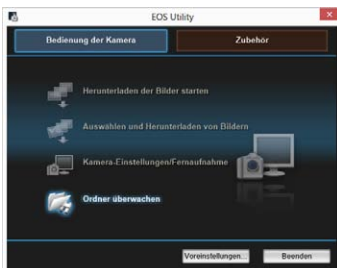 EOS Utility
Bedienung der Kamera
Zubehör
Herunterladen der Bilder starten
Auswählen und Herunterladen von Bildern
Kamera-Einstellungen/Fernaufnahme
Ordner überwachen
Voreinstellungen...
Beenden